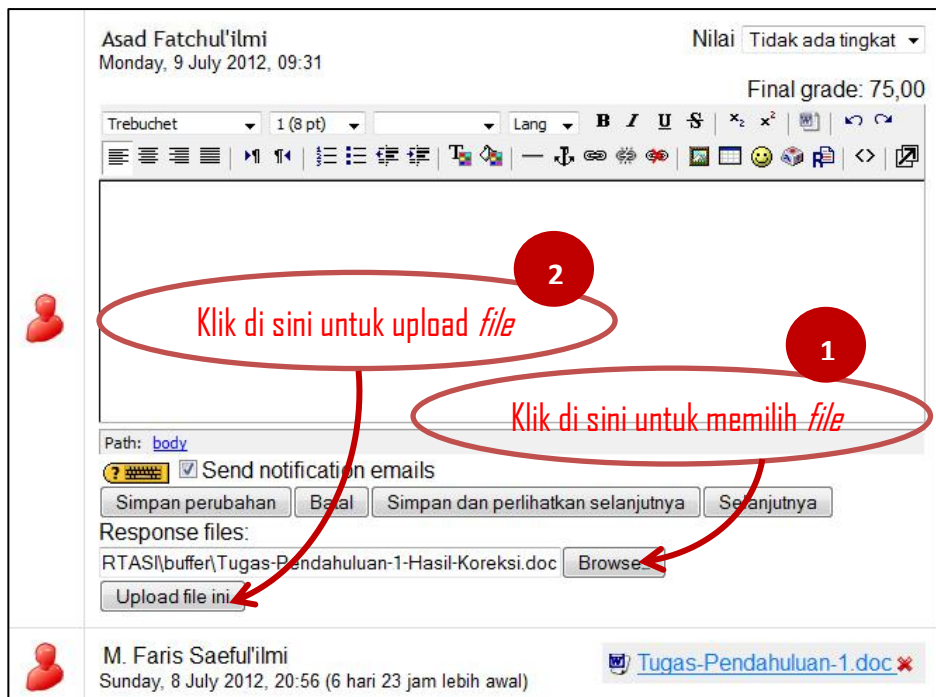 Asad Fatchul'ilmi
Nilai Tidak ada tingkat
Monday, 9 July 2012, 09:31
Final grade: 75,00
Trebuchet 1 (8 pt) Lang B I U S x₂ x²
2
Klik di sini untuk upload file
1
Klik di sini untuk memilih file
Path: body
? Send notification emails
Simpan perubahan Batal Simpan dan perlihatkan selanjutnya Selanjutnya
Response files:
RTASI\buffer\Tugas-Pendahuluan-1-Hasil-Koreksi.doc Browse...
Upload file ini
M. Faris Saeful'ilmi
Tugas-Pendahuluan-1.doc
Sunday, 8 July 2012, 20:56 (6 hari 23 jam lebih awal)